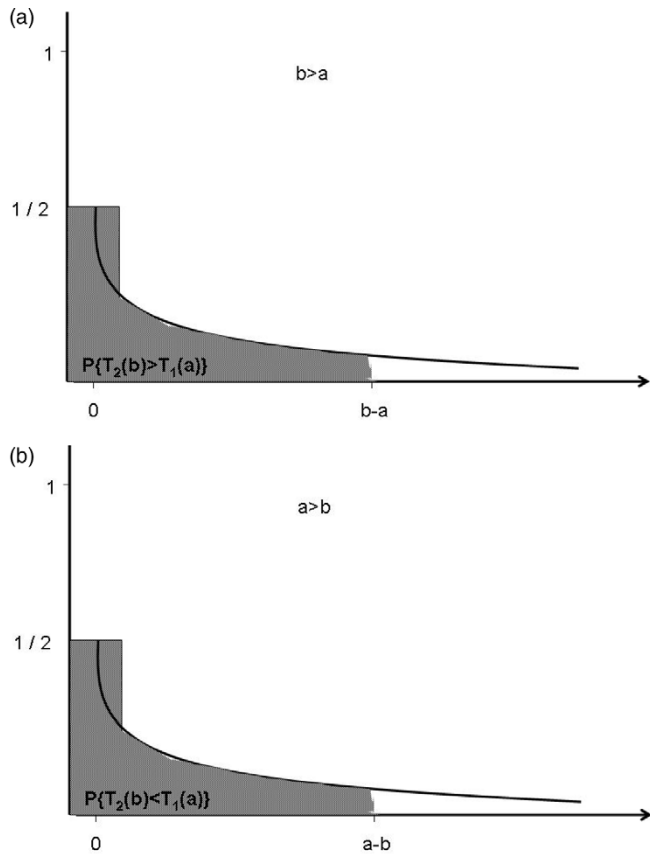 (a)
1
b>a
1 / 2
P{T₂(b)>T₁(a)}
0
b-a
(b)
1
a>b
1 / 2
P{T₂(b)<T₁(a)}
0
a-b